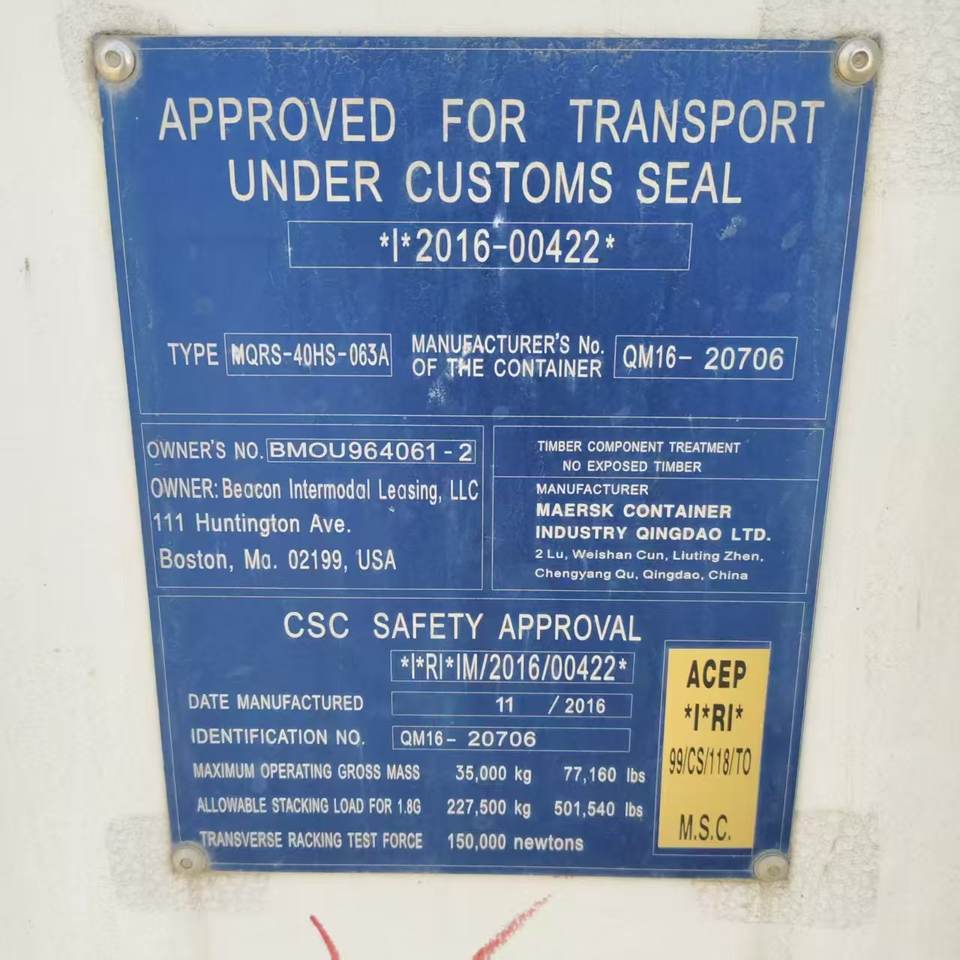 APPROVED FOR TRANSPORT
UNDER CUSTOMS SEAL
*I*2016-00422*
TYPE MQRS-40HS-063A
MANUFACTURER'S No.
OF THE CONTAINER
QM16- 20706
OWNER'S NO. BMOU964061 - 2
OWNER: Beacon Intermodal Leasing, LLC
111 Huntington Ave.
Boston, Ma. 02199, USA
TIMBER COMPONENT TREATMENT
NO EXPOSED TIMBER
MANUFACTURER
MAERSK CONTAINER
INDUSTRY QINGDAO LTD.
2 Lu, Weishan Cun, Liuting Zhen,
Chengyang Qu, Qingdao, China
CSC SAFETY APPROVAL
*I*RI*IM/2016/00422*
DATE MANUFACTURED 11 / 2016
IDENTIFICATION NO. QM16- 20706
MAXIMUM OPERATING GROSS MASS 35,000 kg 77,160 lbs
ALLOWABLE STACKING LOAD FOR 1.8G 227,500 kg 501,540 lbs
TRANSVERSE RACKING TEST FORCE 150,000 newtons
ACEP
*I*RI*
99/CS/118/TO
M.S.C.